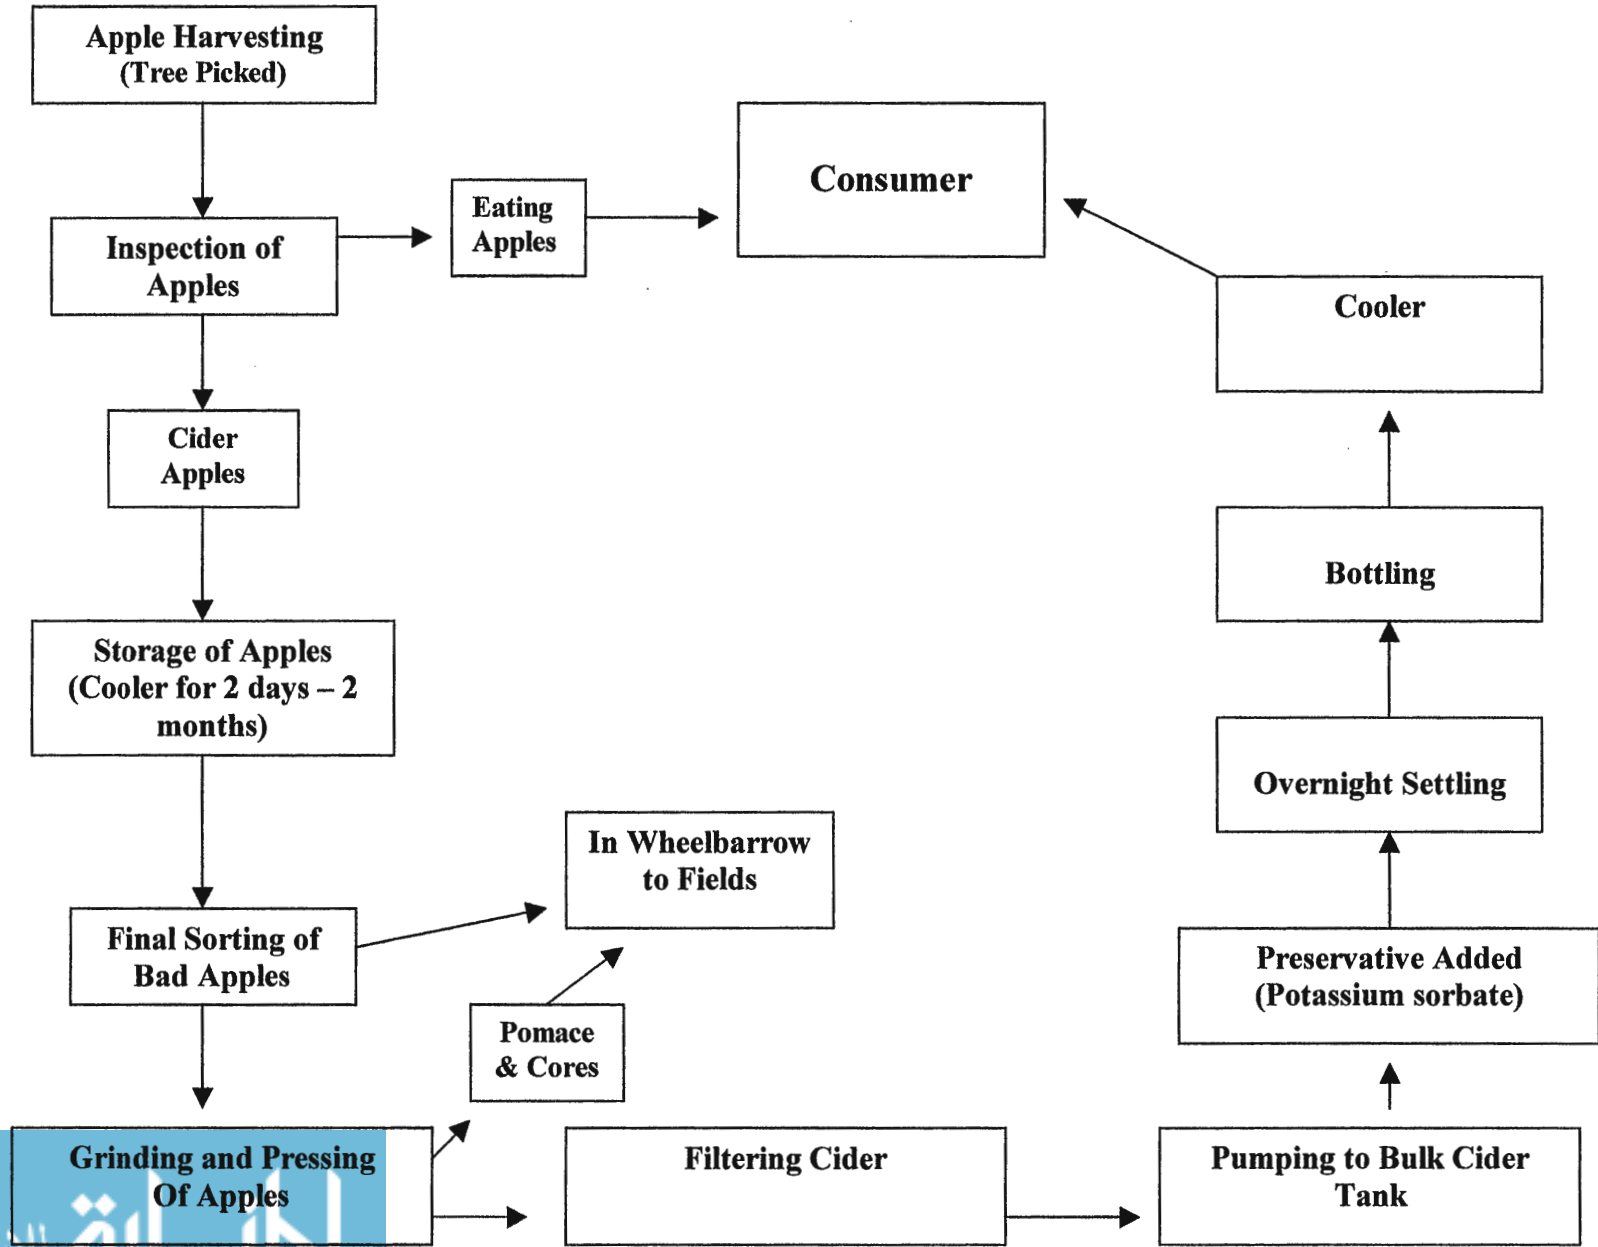 Apple Harvesting
(Tree Picked)
Inspection of
Apples
Eating
Apples
Consumer
Cider
Apples
Storage of Apples
(Cooler for 2 days – 2
months)
Final Sorting of
Bad Apples
In Wheelbarrow
to Fields
Pomace
& Cores
Grinding and Pressing
Of Apples
Filtering Cider
Pumping to Bulk Cider
Tank
Preservative Added
(Potassium sorbate)
Overnight Settling
Bottling
Cooler